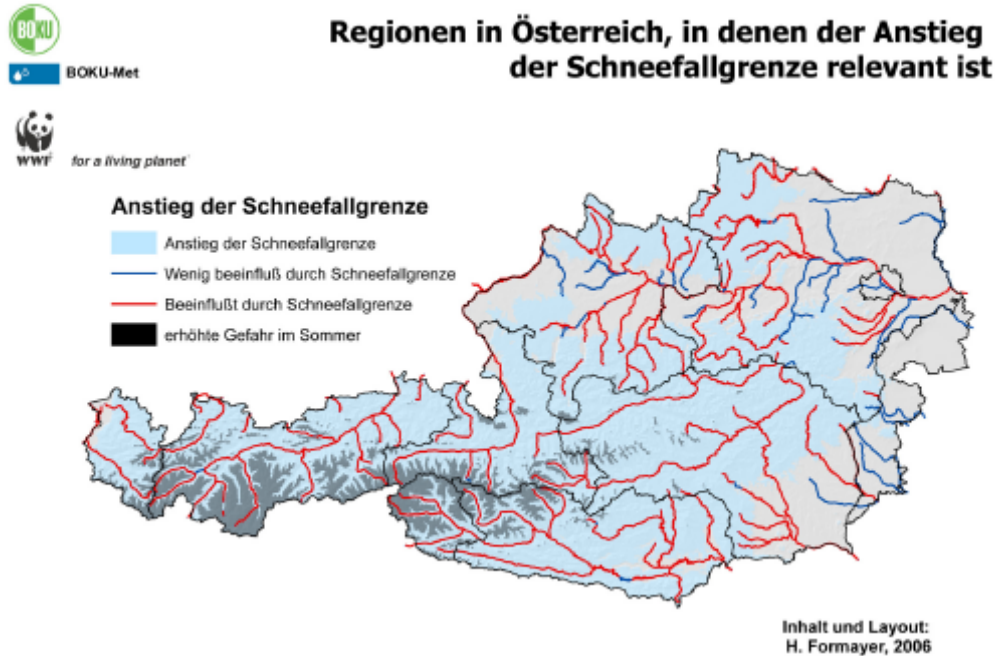 BOKU
BOKU-Met
Regionen in Österreich, in denen der Anstieg
der Schneefallgrenze relevant ist
WWF
for a living planet
Anstieg der Schneefallgrenze
Anstieg der Schneefallgrenze
Wenig beeinfluß durch Schneefallgrenze
Beeinflußt durch Schneefallgrenze
erhöhte Gefahr im Sommer
Inhalt und Layout:
H. Formayer, 2006